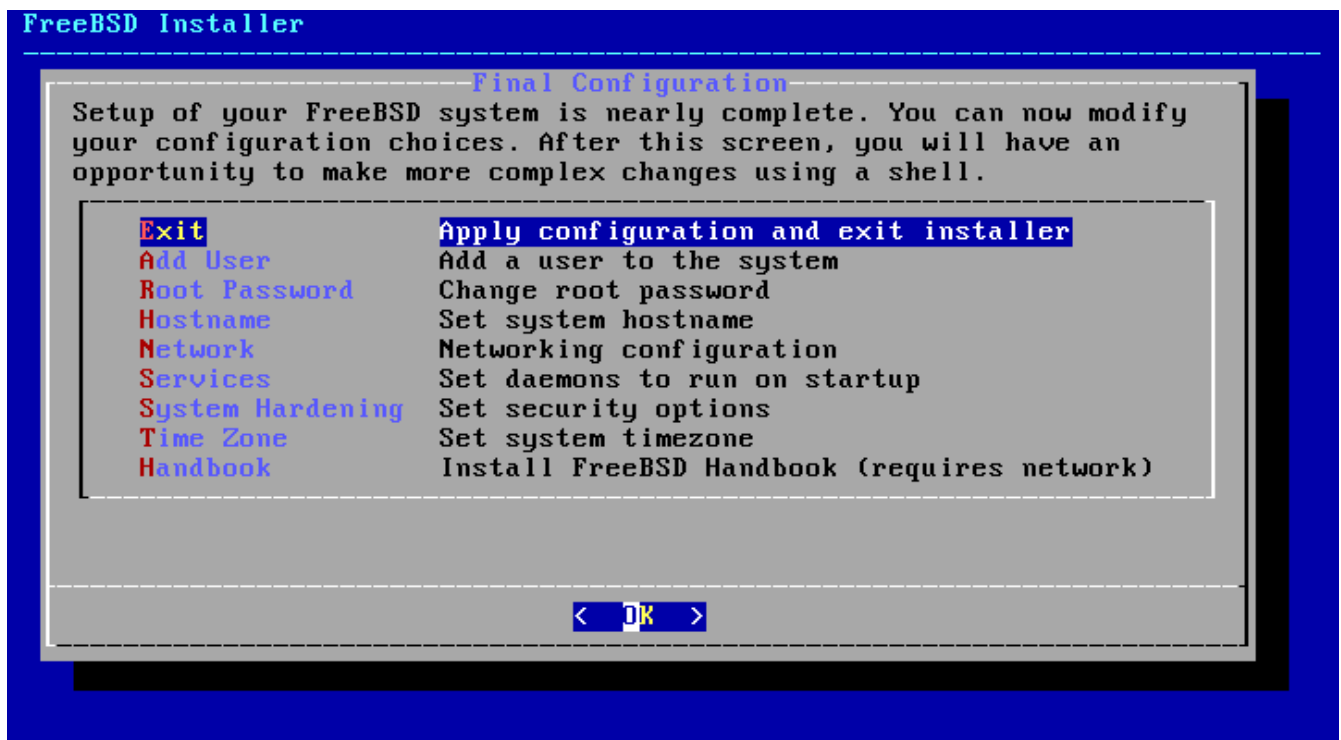 FreeBSD Installer
Final Configuration
Setup of your FreeBSD system is nearly complete. You can now modify
your configuration choices. After this screen, you will have an
opportunity to make more complex changes using a shell.
Exit Apply configuration and exit installer
Add User Add a user to the system
Root Password Change root password
Hostname Set system hostname
Network Networking configuration
Services Set daemons to run on startup
System Hardening Set security options
Time Zone Set system timezone
Handbook Install FreeBSD Handbook (requires network)
< OK >